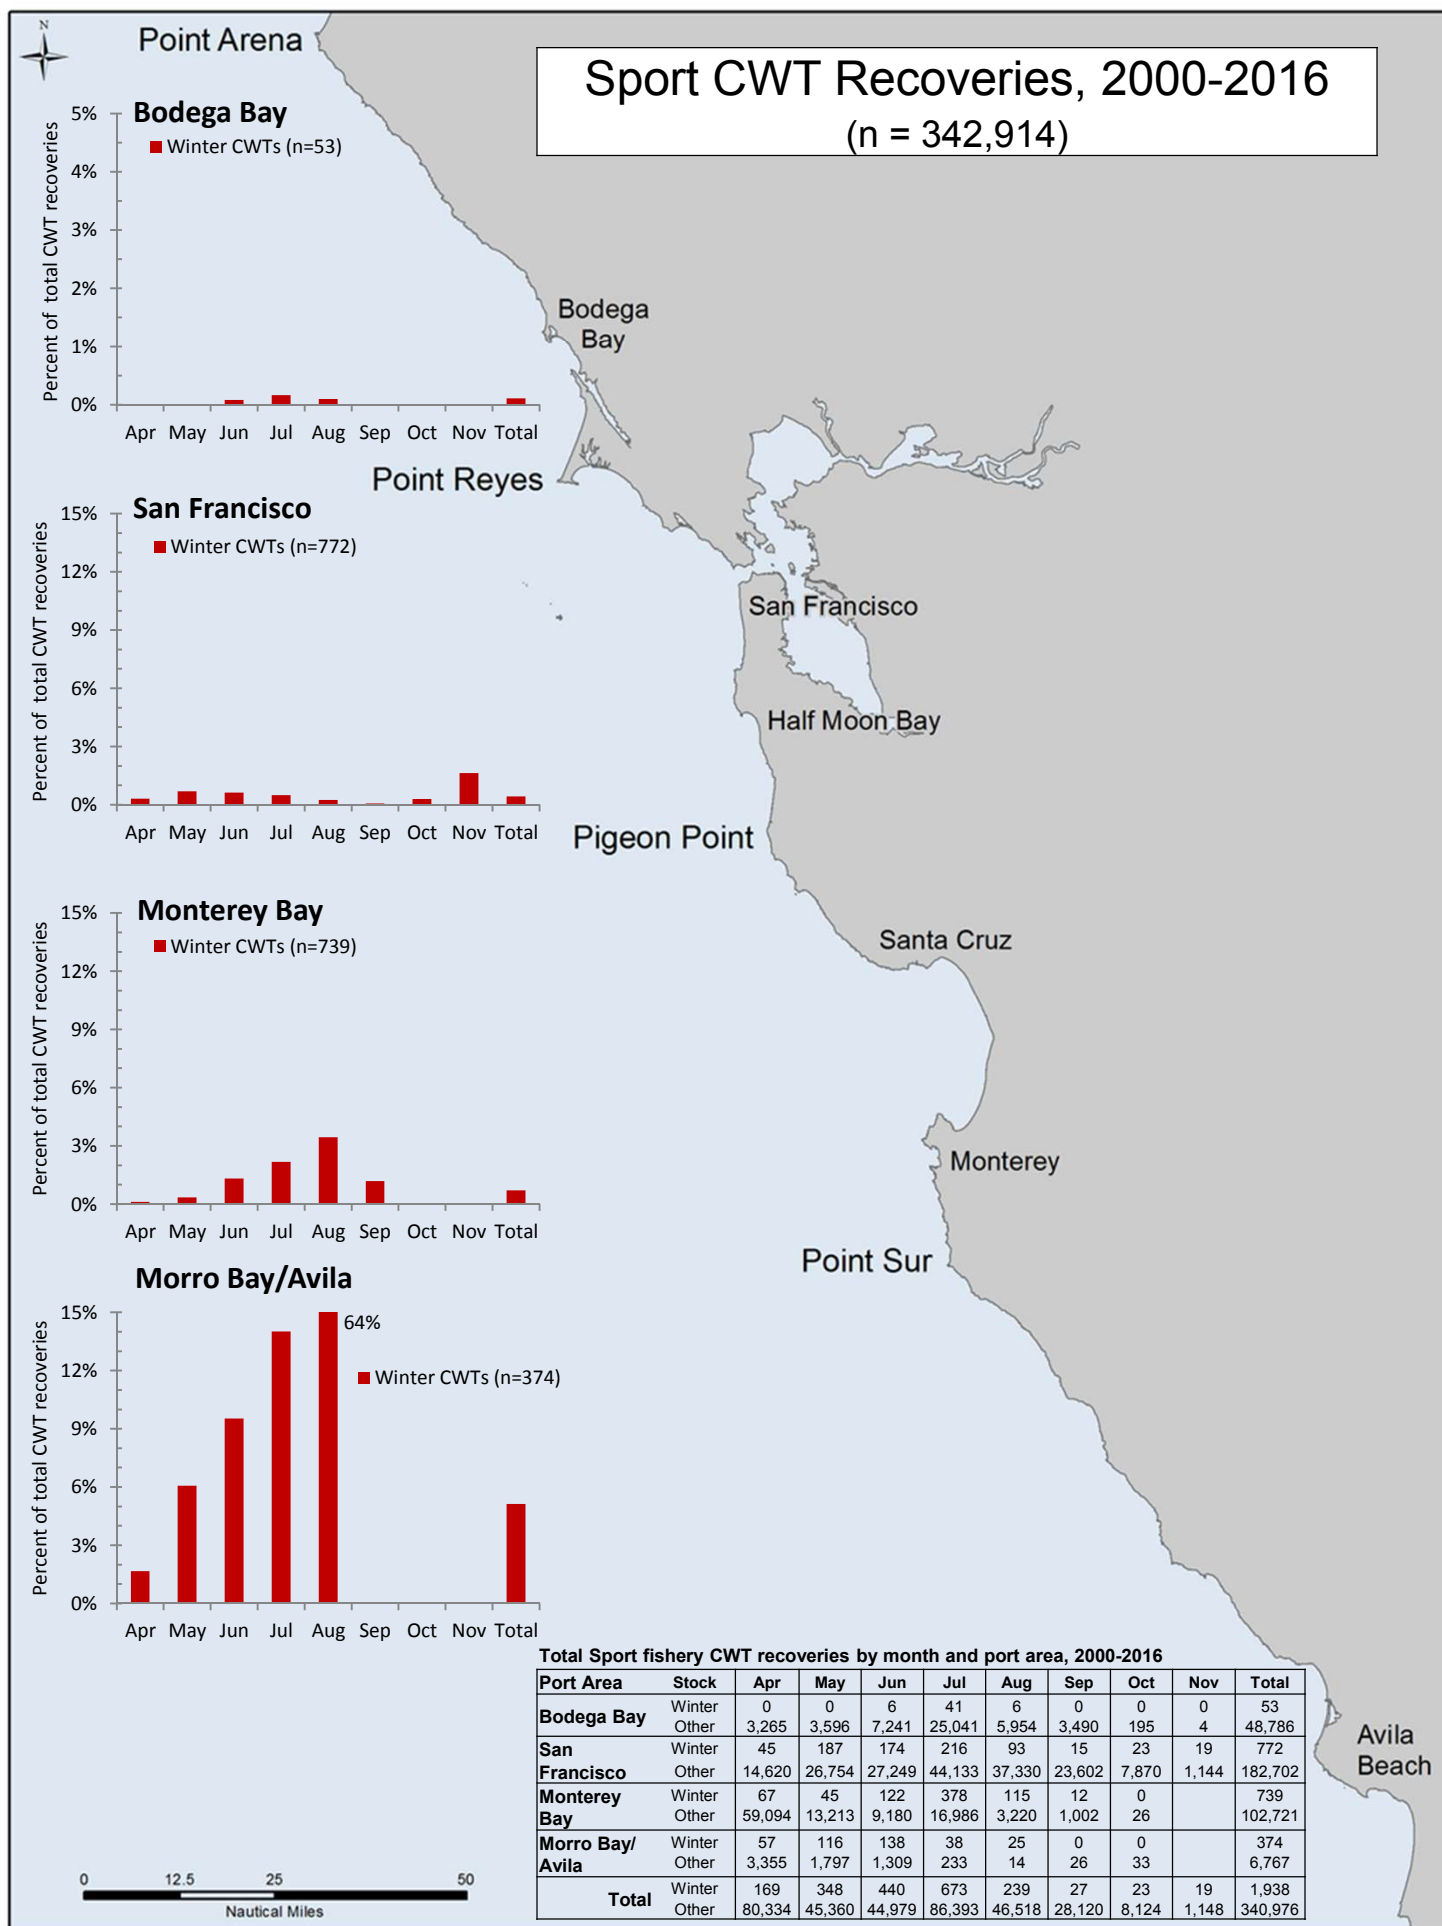 N
Point Arena
Sport CWT Recoveries, 2000-2016
(n = 342,914)
Bodega Bay
Winter CWTs (n=53)
Percent of total CWT recoveries
5%
4%
3%
2%
1%
0%
Apr May Jun Jul Aug Sep Oct Nov Total
Bodega
Bay
Point Reyes
San Francisco
Winter CWTs (n=772)
Percent of total CWT recoveries
15%
12%
9%
6%
3%
0%
Apr May Jun Jul Aug Sep Oct Nov Total
San Francisco
Half Moon Bay
Pigeon Point
Monterey Bay
Winter CWTs (n=739)
Percent of total CWT recoveries
15%
12%
9%
6%
3%
0%
Apr May Jun Jul Aug Sep Oct Nov Total
Santa Cruz
Monterey
Point Sur
Morro Bay/Avila
64%
Winter CWTs (n=374)
Percent of total CWT recoveries
15%
12%
9%
6%
3%
0%
Apr May Jun Jul Aug Sep Oct Nov Total
Total Sport fishery CWT recoveries by month and port area, 2000-2016
Port Area Stock Apr May Jun Jul Aug Sep Oct Nov Total
Bodega Bay Winter 0 0 6 41 6 0 0 0 53
Other 3,265 3,596 7,241 25,041 5,954 3,490 195 4 48,786
San Winter 45 187 174 216 93 15 23 19 772
Francisco Other 14,620 26,754 27,249 44,133 37,330 23,602 7,870 1,144 182,702
Monterey Winter 67 45 122 378 115 12 0 739
Bay Other 59,094 13,213 9,180 16,986 3,220 1,002 26 102,721
Morro Bay/ Winter 57 116 138 38 25 0 0 374
Avila Other 3,355 1,797 1,309 233 14 26 33 6,767
Total Winter 169 348 440 673 239 27 23 19 1,938
Other 80,334 45,360 44,979 86,393 46,518 28,120 8,124 1,148 340,976
Avila
Beach
0 12.5 25 50
Nautical Miles